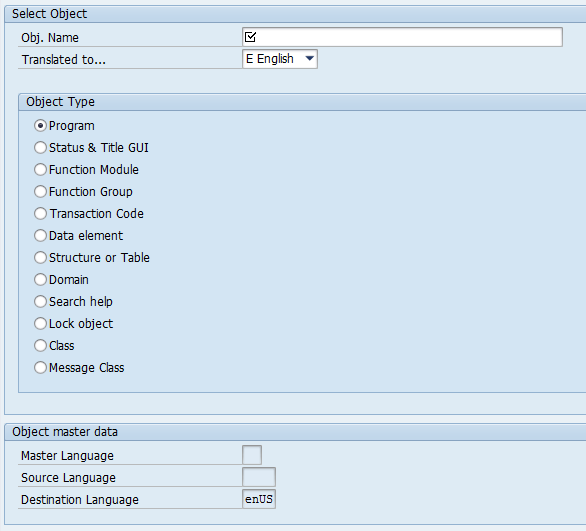 Select Object
Obj. Name
Translated to... E English
Object Type
Program
Status & Title GUI
Function Module
Function Group
Transaction Code
Data element
Structure or Table
Domain
Search help
Lock object
Class
Message Class
Object master data
Master Language
Source Language
Destination Language enUS